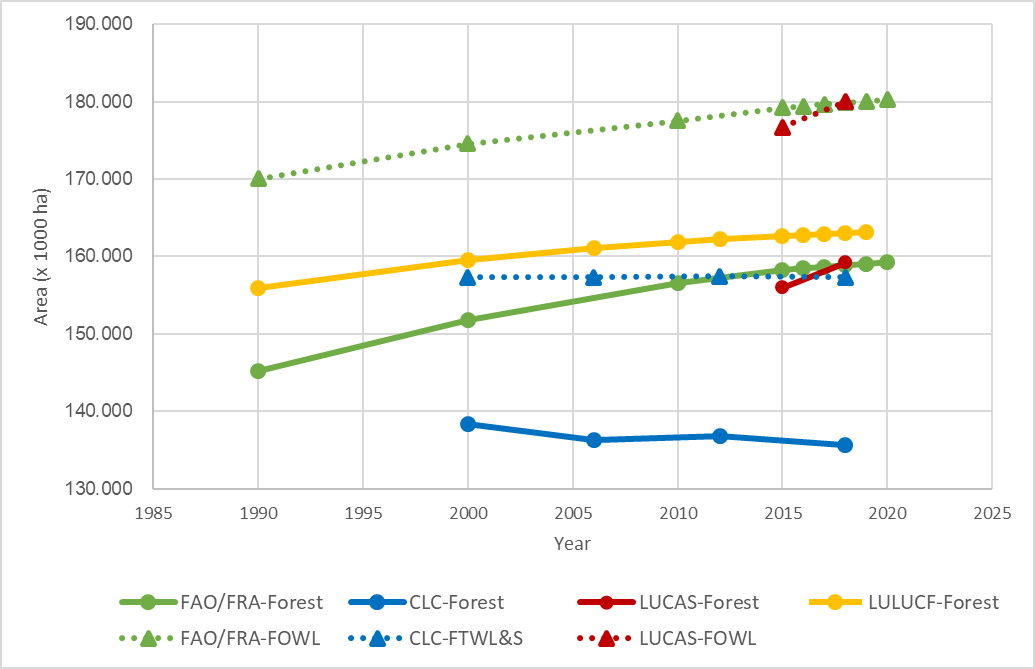 190.000
180.000
170.000
160.000
150.000
140.000
130.000
Area (x 1000 ha)
1985 1990 1995 2000 2005 2010 2015 2020 2025
Year
FAO/FRA-Forest CLC-Forest LUCAS-Forest LULUCF-Forest
FAO/FRA-FOWL CLC-FTWL&S LUCAS-FOWL